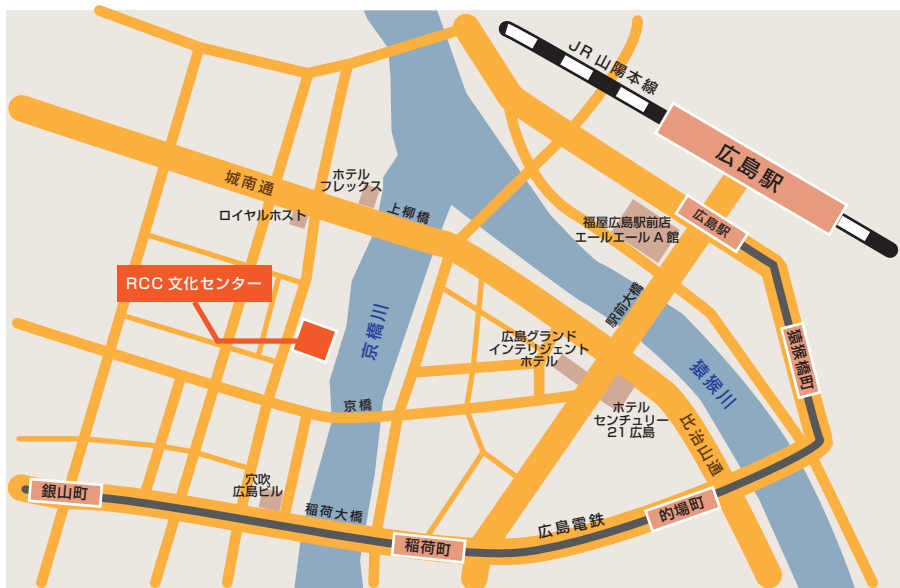 JR山陽本線
広島駅
広島駅
城南通
ホテル
フレックス
ロイヤルホスト
上柳橋
福屋広島駅前店
エールエールA館
RCC 文化センター
京橋川
駅前大橋
広島グランド
インテリジェント
ホテル
猿猴橋町
猿猴川
京橋
ホテル
センチュリー
21広島
比治山通
穴吹
広島ビル
銀山町
稲荷大橋
稲荷町
広島電鉄
的場町